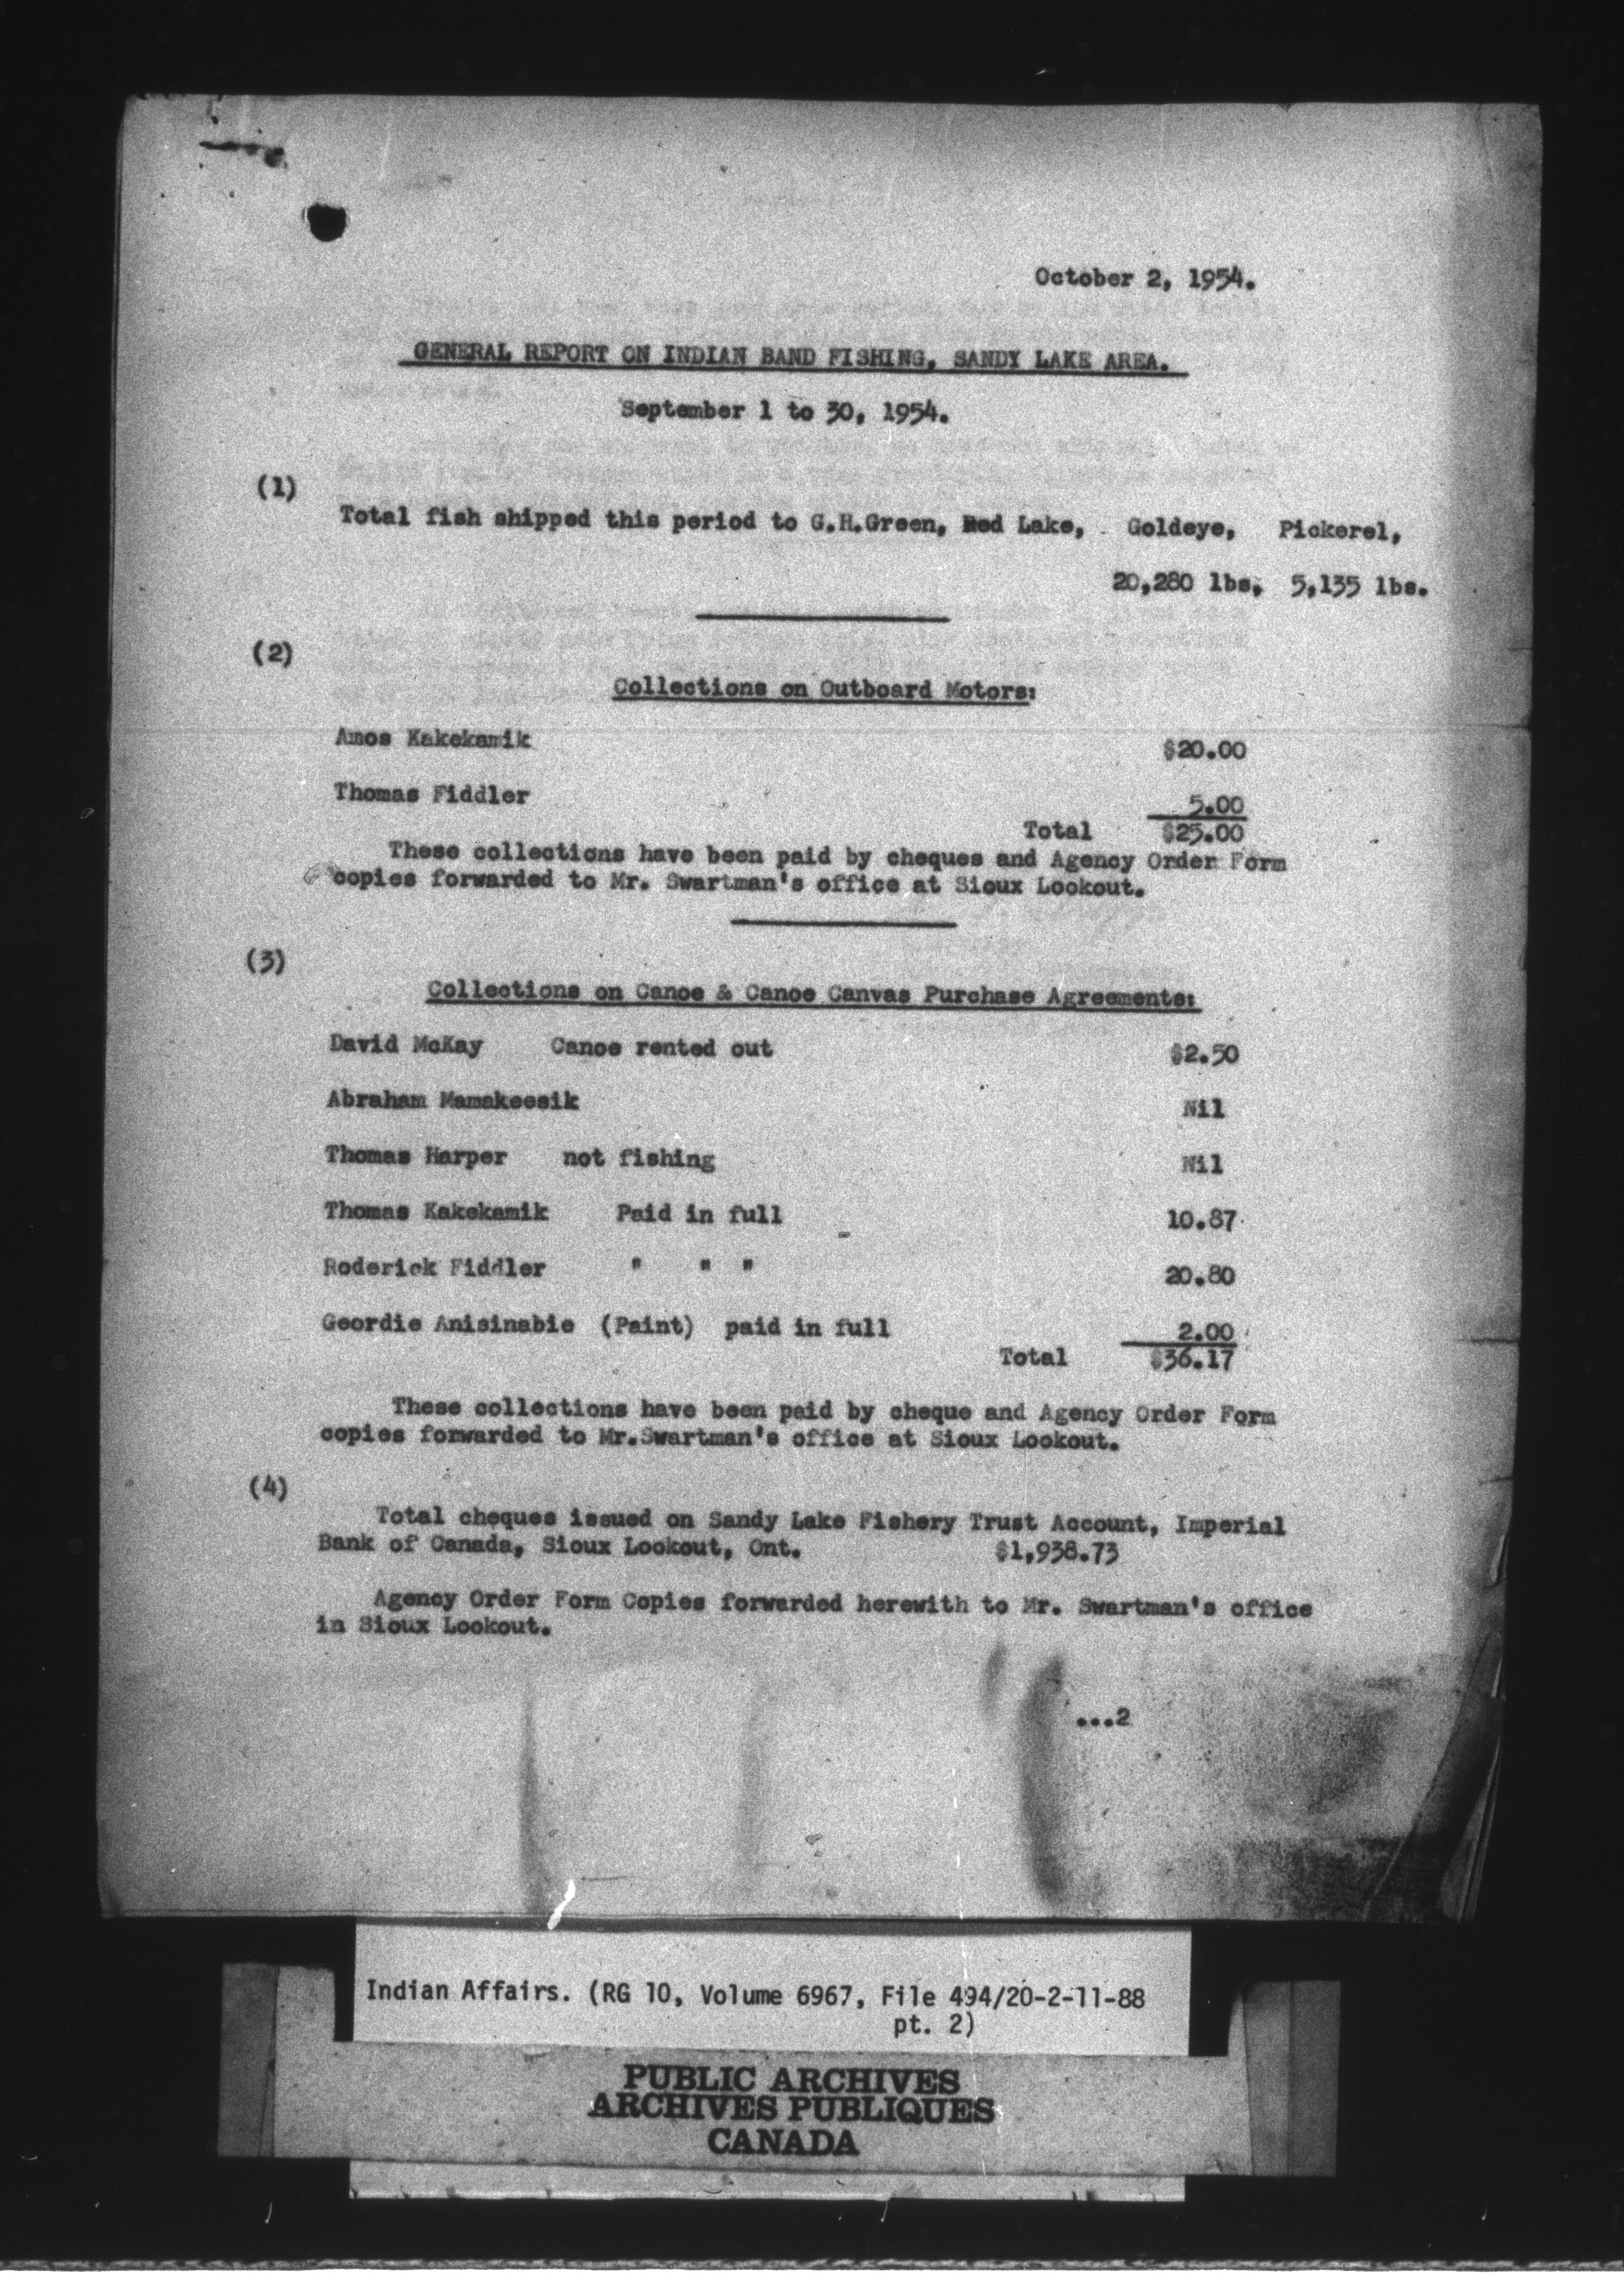 October 2, 1954.
GENERAL REPORT ON INDIAN BAND FISHING, SANDY LAKE AREA.
September 1 to 30, 1954.
(1)
Total fish shipped this period to G.H.Green, Red Lake, Goldeye, Pickerel,
20,280 lbs, 5,135 lbs.
(2)
Collections on Outboard Motors:
Amos Kakekamik $20.00
Thomas Fiddler 5.00
Total $25.00
These collections have been paid by cheques and Agency Order Form
copies forwarded to Mr. Swartman's office at Sioux Lookout.
(3)
Collections on Canoe & Canoe Canvas Purchase Agreements:
David McKay Canoe rented out $2.50
Abraham Mamakeesik Nil
Thomas Harper not fishing Nil
Thomas Kakekamik Paid in full 10.87
Roderick Fiddler " " " 20.80
Geordie Anisinabie (Paint) paid in full 2.00
Total $36.17
These collections have been paid by cheque and Agency Order Form
copies forwarded to Mr.Swartman's office at Sioux Lookout.
(4)
Total cheques issued on Sandy Lake Fishery Trust Account, Imperial
Bank of Canada, Sioux Lookout, Ont. $1,938.73
Agency Order Form Copies forwarded herewith to Mr. Swartman's office
in Sioux Lookout.
...2
Indian Affairs. (RG 10, Volume 6967, File 494/20-2-11-88
pt. 2)
PUBLIC ARCHIVES
ARCHIVES PUBLIQUES
CANADA